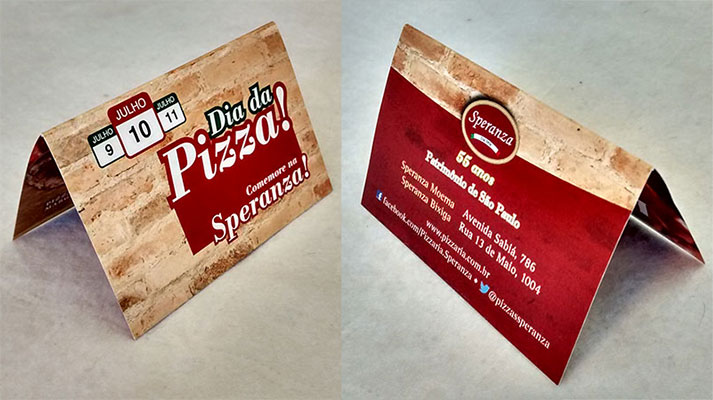 JULHO
9
JULHO
10
JULHO
11
Dia da
Pizza!
Comemore no
Speranza!
Speranza
55 anos
Patrimônio de São Paulo
Speranza Moema Avenida Sabiá, 786
Speranza Bixiga Rua 13 de Maio, 1004
www.pizzaria.com.br
facebook.com/Pizzaria.Speranza • @pizzassperanza